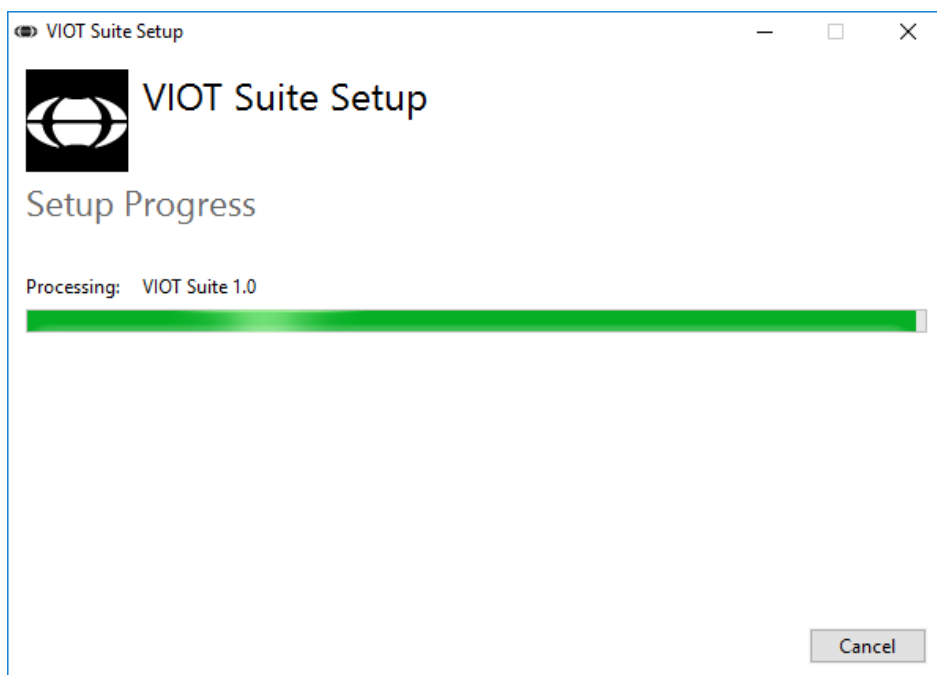 VIOT Suite Setup
VIOT Suite Setup
Setup Progress
Processing: VIOT Suite 1.0
Cancel